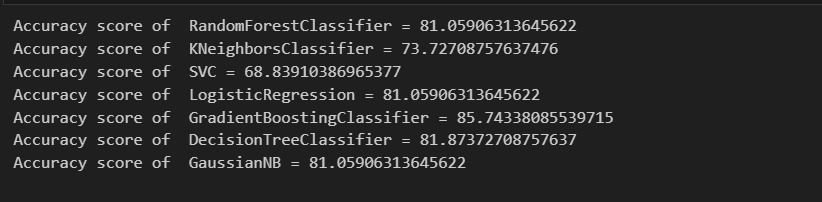 Accuracy score of  RandomForestClassifier = 81.05906313645622
Accuracy score of  KNeighborsClassifier = 73.72708757637476
Accuracy score of  SVC = 68.83910386965377
Accuracy score of  LogisticRegression = 81.05906313645622
Accuracy score of  GradientBoostingClassifier = 85.74338085539715
Accuracy score of  DecisionTreeClassifier = 81.87372708757637
Accuracy score of  GaussianNB = 81.05906313645622